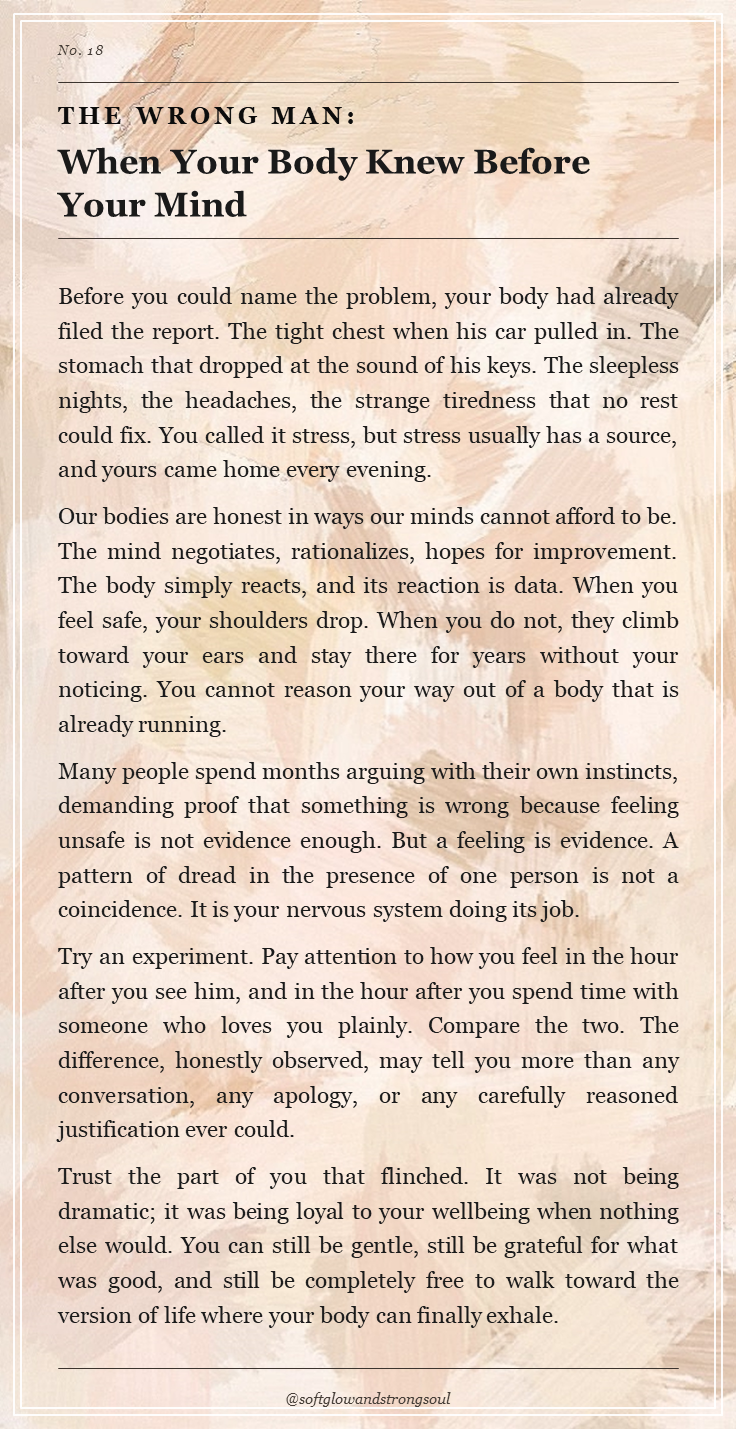 No. 18
THE WRONG MAN:
When Your Body Knew Before
Your Mind
Before you could name the problem, your body had already
filed the report. The tight chest when his car pulled in. The
stomach that dropped at the sound of his keys. The sleepless
nights, the headaches, the strange tiredness that no rest
could fix. You called it stress, but stress usually has a source,
and yours came home every evening.
Our bodies are honest in ways our minds cannot afford to be.
The mind negotiates, rationalizes, hopes for improvement.
The body simply reacts, and its reaction is data. When you
feel safe, your shoulders drop. When you do not, they climb
toward your ears and stay there for years without your
noticing. You cannot reason your way out of a body that is
already running.
Many people spend months arguing with their own instincts,
demanding proof that something is wrong because feeling
unsafe is not evidence enough. But a feeling is evidence. A
pattern of dread in the presence of one person is not a
coincidence. It is your nervous system doing its job.
Try an experiment. Pay attention to how you feel in the hour
after you see him, and in the hour after you spend time with
someone who loves you plainly. Compare the two. The
difference, honestly observed, may tell you more than any
conversation, any apology, or any carefully reasoned
justification ever could.
Trust the part of you that flinched. It was not being
dramatic; it was being loyal to your wellbeing when nothing
else would. You can still be gentle, still be grateful for what
was good, and still be completely free to walk toward the
version of life where your body can finally exhale.
@softglowandstrongsoul